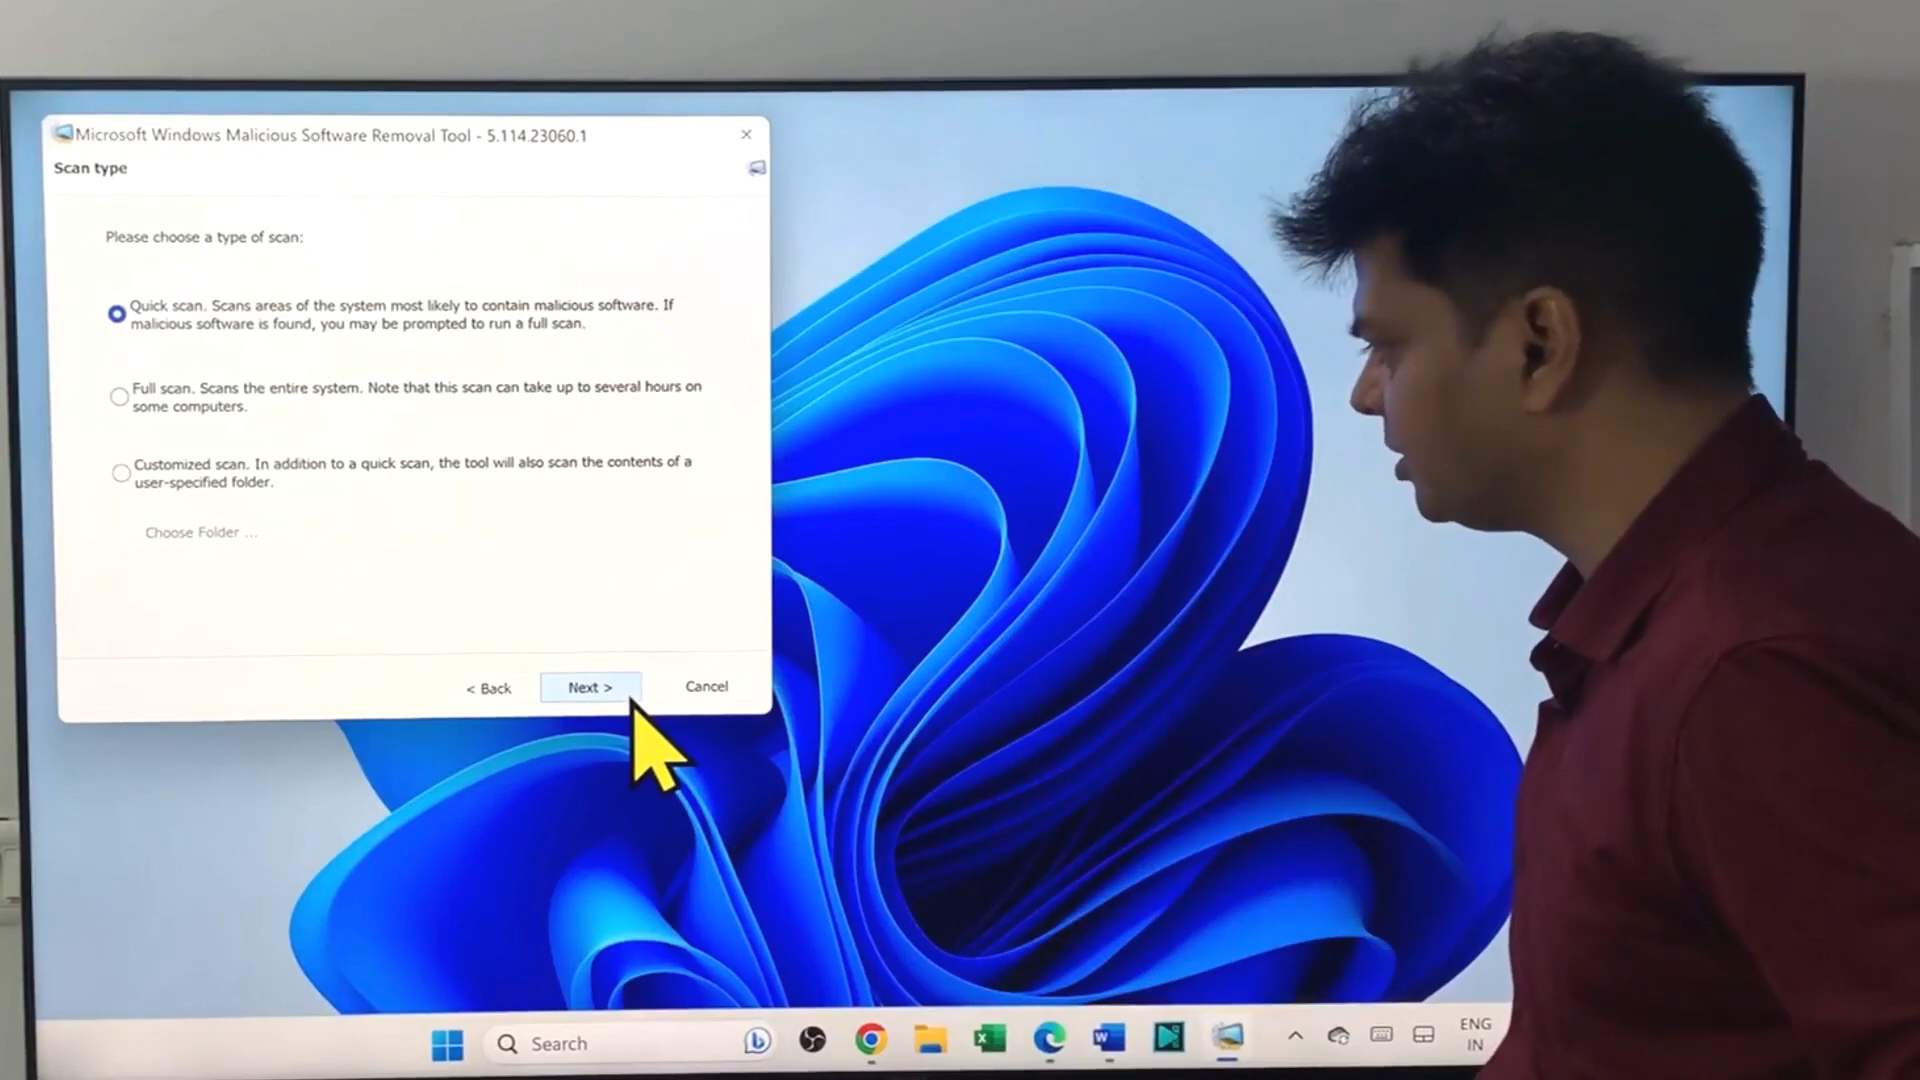 Microsoft Windows Malicious Software Removal Tool - 5.114.23060.1
Scan type
Please choose a type of scan:
Quick scan. Scans areas of the system most likely to contain malicious software. If
malicious software is found, you may be prompted to run a full scan.
Full scan. Scans the entire system. Note that this scan can take up to several hours on
some computers.
Customized scan. In addition to a quick scan, the tool will also scan the contents of a
user-specified folder.
Choose Folder ...
< Back
Next >
Cancel
Search
ENG
IN